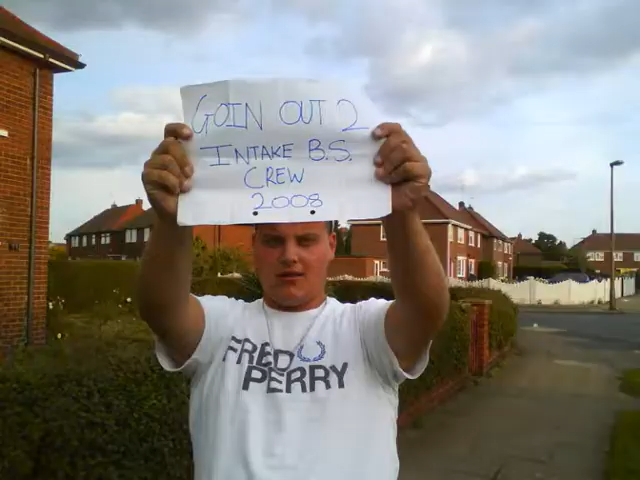 GOIN OUT 2
INTAKE B.S.
CREW
2008
FRED
PERRY